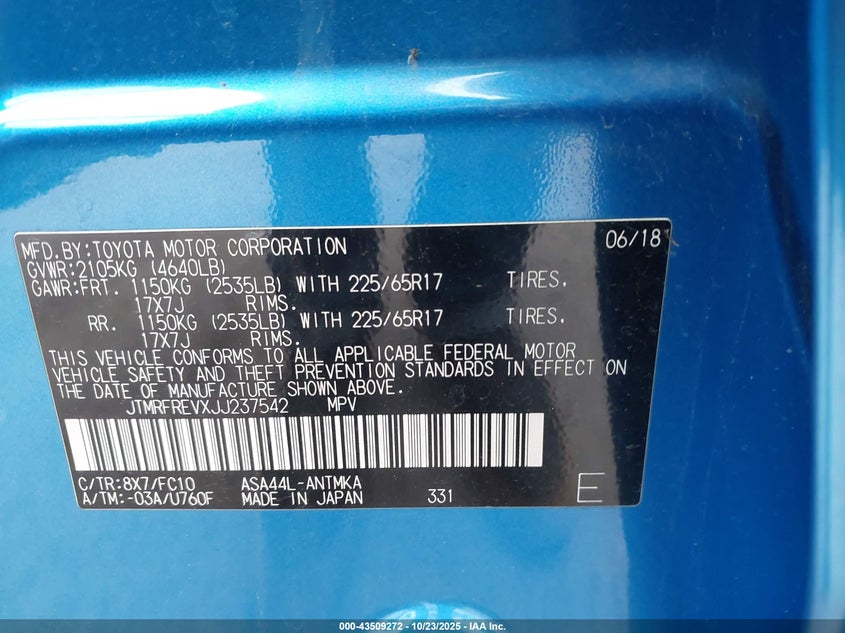 MFD.BY:TOYOTA MOTOR CORPORATION 06/18
GVWR:2105KG (4640LB)
GAWR:FRT. 1150KG (2535LB) WITH 225/65R17 TIRES.
17X7J RIMS.
RR. 1150KG (2535LB) WITH 225/65R17 TIRES.
17X7J RIMS.
THIS VEHICLE CONFORMS TO ALL APPLICABLE FEDERAL MOTOR
VEHICLE SAFETY AND THEFT PREVENTION STANDARDS IN EFFECT ON
THE DATE OF MANUFACTURE SHOWN ABOVE.
JTMRFREVXJJ237542 MPV
C/TR:8X7/FC10 ASA44L-ANTMKA
A/TM:-03A/U760F MADE IN JAPAN 331 E
000-43509272 - 10/23/2025 - IAA Inc.